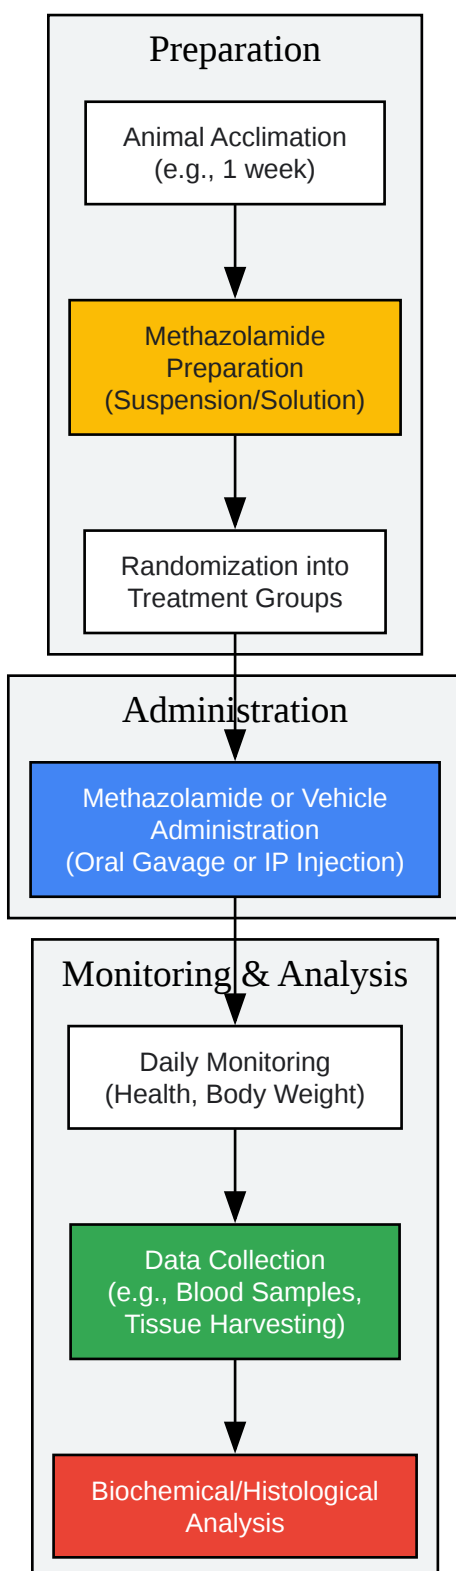 Preparation
Animal Acclimation
(e.g., 1 week)
Methazolamide
Preparation
(Suspension/Solution)
Randomization into
Treatment Groups
Administration
Methazolamide or Vehicle
Administration
(Oral Gavage or IP Injection)
Monitoring & Analysis
Daily Monitoring
(Health, Body Weight)
Data Collection
(e.g., Blood Samples,
Tissue Harvesting)
Biochemical/Histological
Analysis